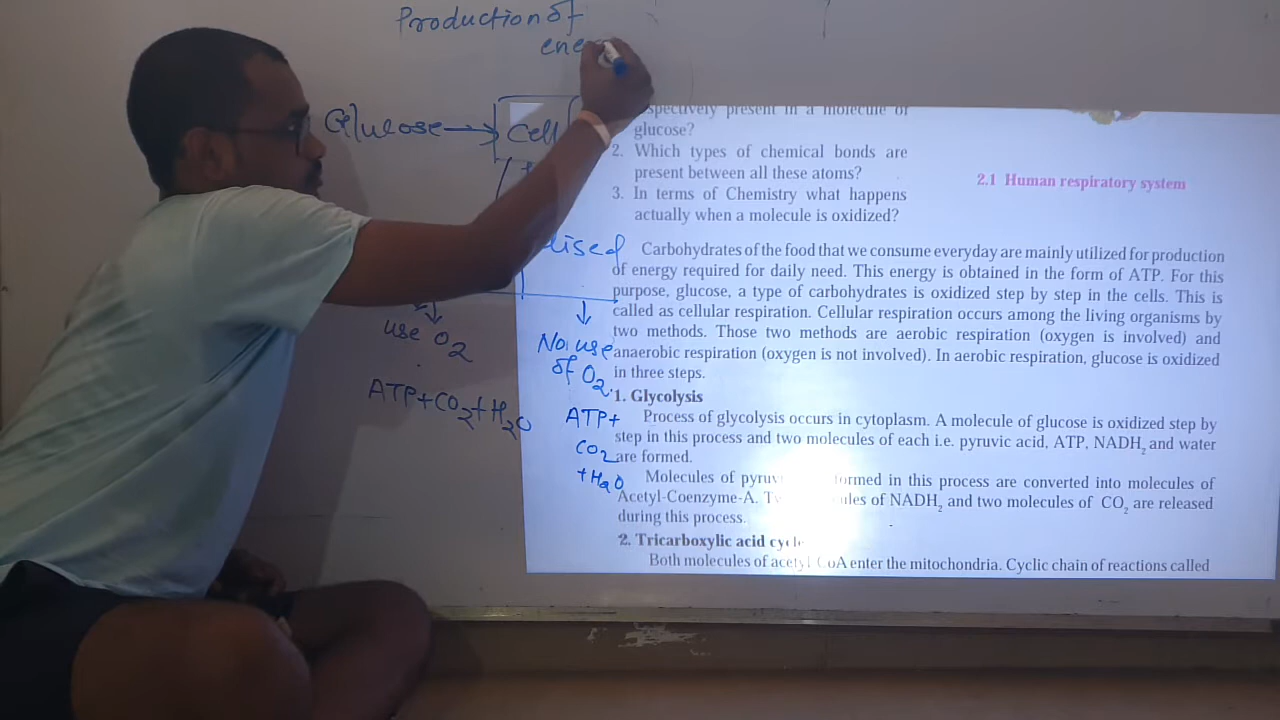 Production of
ene
Glucose → Cell
ised
use O2
ATP+CO2+H2O
No use
of O2.
ATP+
CO2
+H2O
spectively present in a molecule of
glucose?
2. Which types of chemical bonds are
present between all these atoms?
3. In terms of Chemistry what happens
actually when a molecule is oxidized?
2.1 Human respiratory system
Carbohydrates of the food that we consume everyday are mainly utilized for production
of energy required for daily need. This energy is obtained in the form of ATP. For this
purpose, glucose, a type of carbohydrates is oxidized step by step in the cells. This is
called as cellular respiration. Cellular respiration occurs among the living organisms by
two methods. Those two methods are aerobic respiration (oxygen is involved) and
anaerobic respiration (oxygen is not involved). In aerobic respiration, glucose is oxidized
in three steps.
1. Glycolysis
Process of glycolysis occurs in cytoplasm. A molecule of glucose is oxidized step by
step in this process and two molecules of each i.e. pyruvic acid, ATP, NADH2 and water
are formed.
Molecules of pyruv formed in this process are converted into molecules of
Acetyl-Coenzyme-A. Tw ules of NADH2 and two molecules of CO2 are released
during this process.
2. Tricarboxylic acid cycle
Both molecules of acetyl CoA enter the mitochondria. Cyclic chain of reactions called